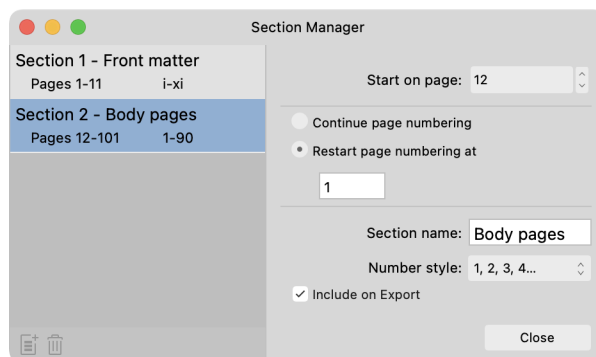 Section Manager
Section 1 - Front matter
Pages 1-11 i-xi
Section 2 - Body pages
Pages 12-101 1-90
Start on page: 12
Continue page numbering
Restart page numbering at
1
Section name: Body pages
Number style: 1, 2, 3, 4...
Include on Export
Close